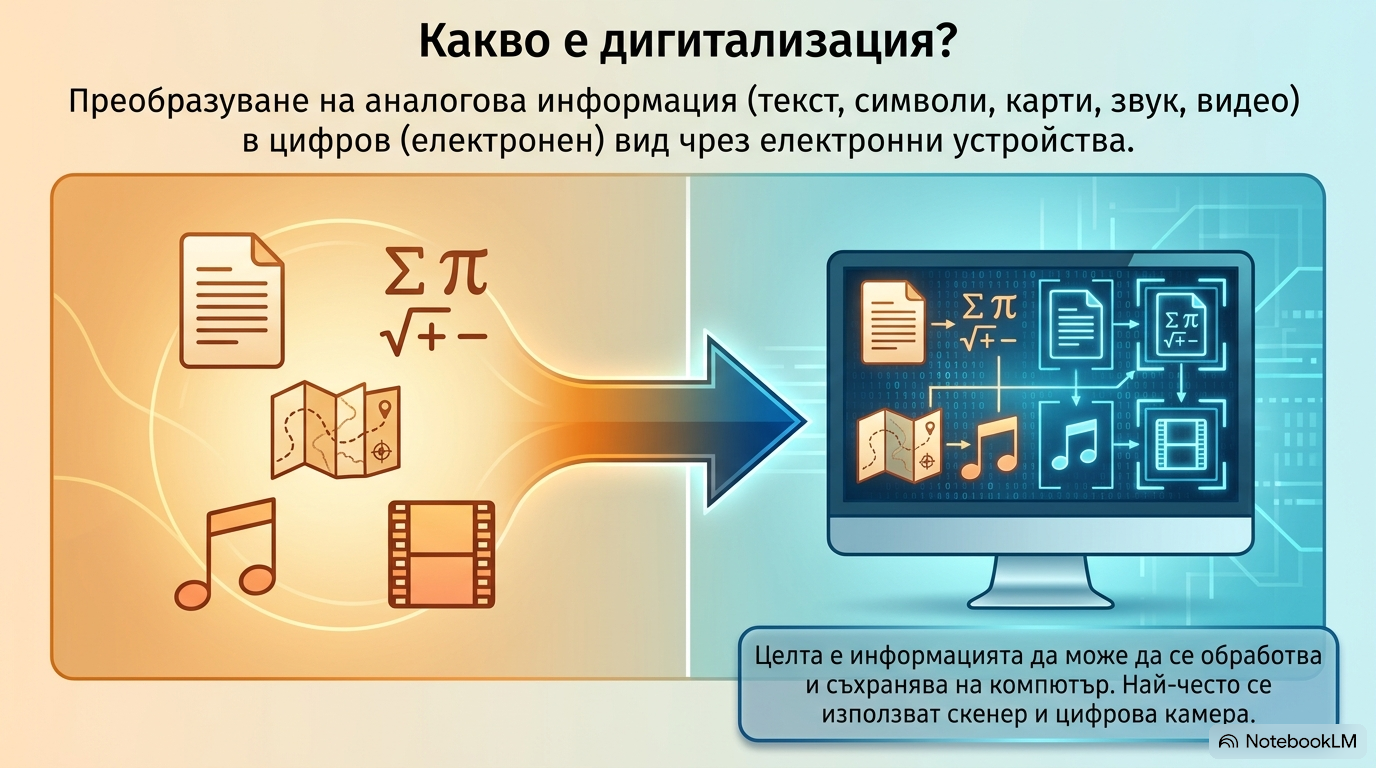 Какво е дигитализация?
Преобразуване на аналогова информация (текст, символи, карти, звук, видео)
в цифров (електронен) вид чрез електронни устройства.
Σ π
√+−
Σ π
√+−
Σ π
√+−
Целта е информацията да може да се обработва
и съхранява на компютър. Най-често се
използват скенер и цифрова камера.
NotebookLM